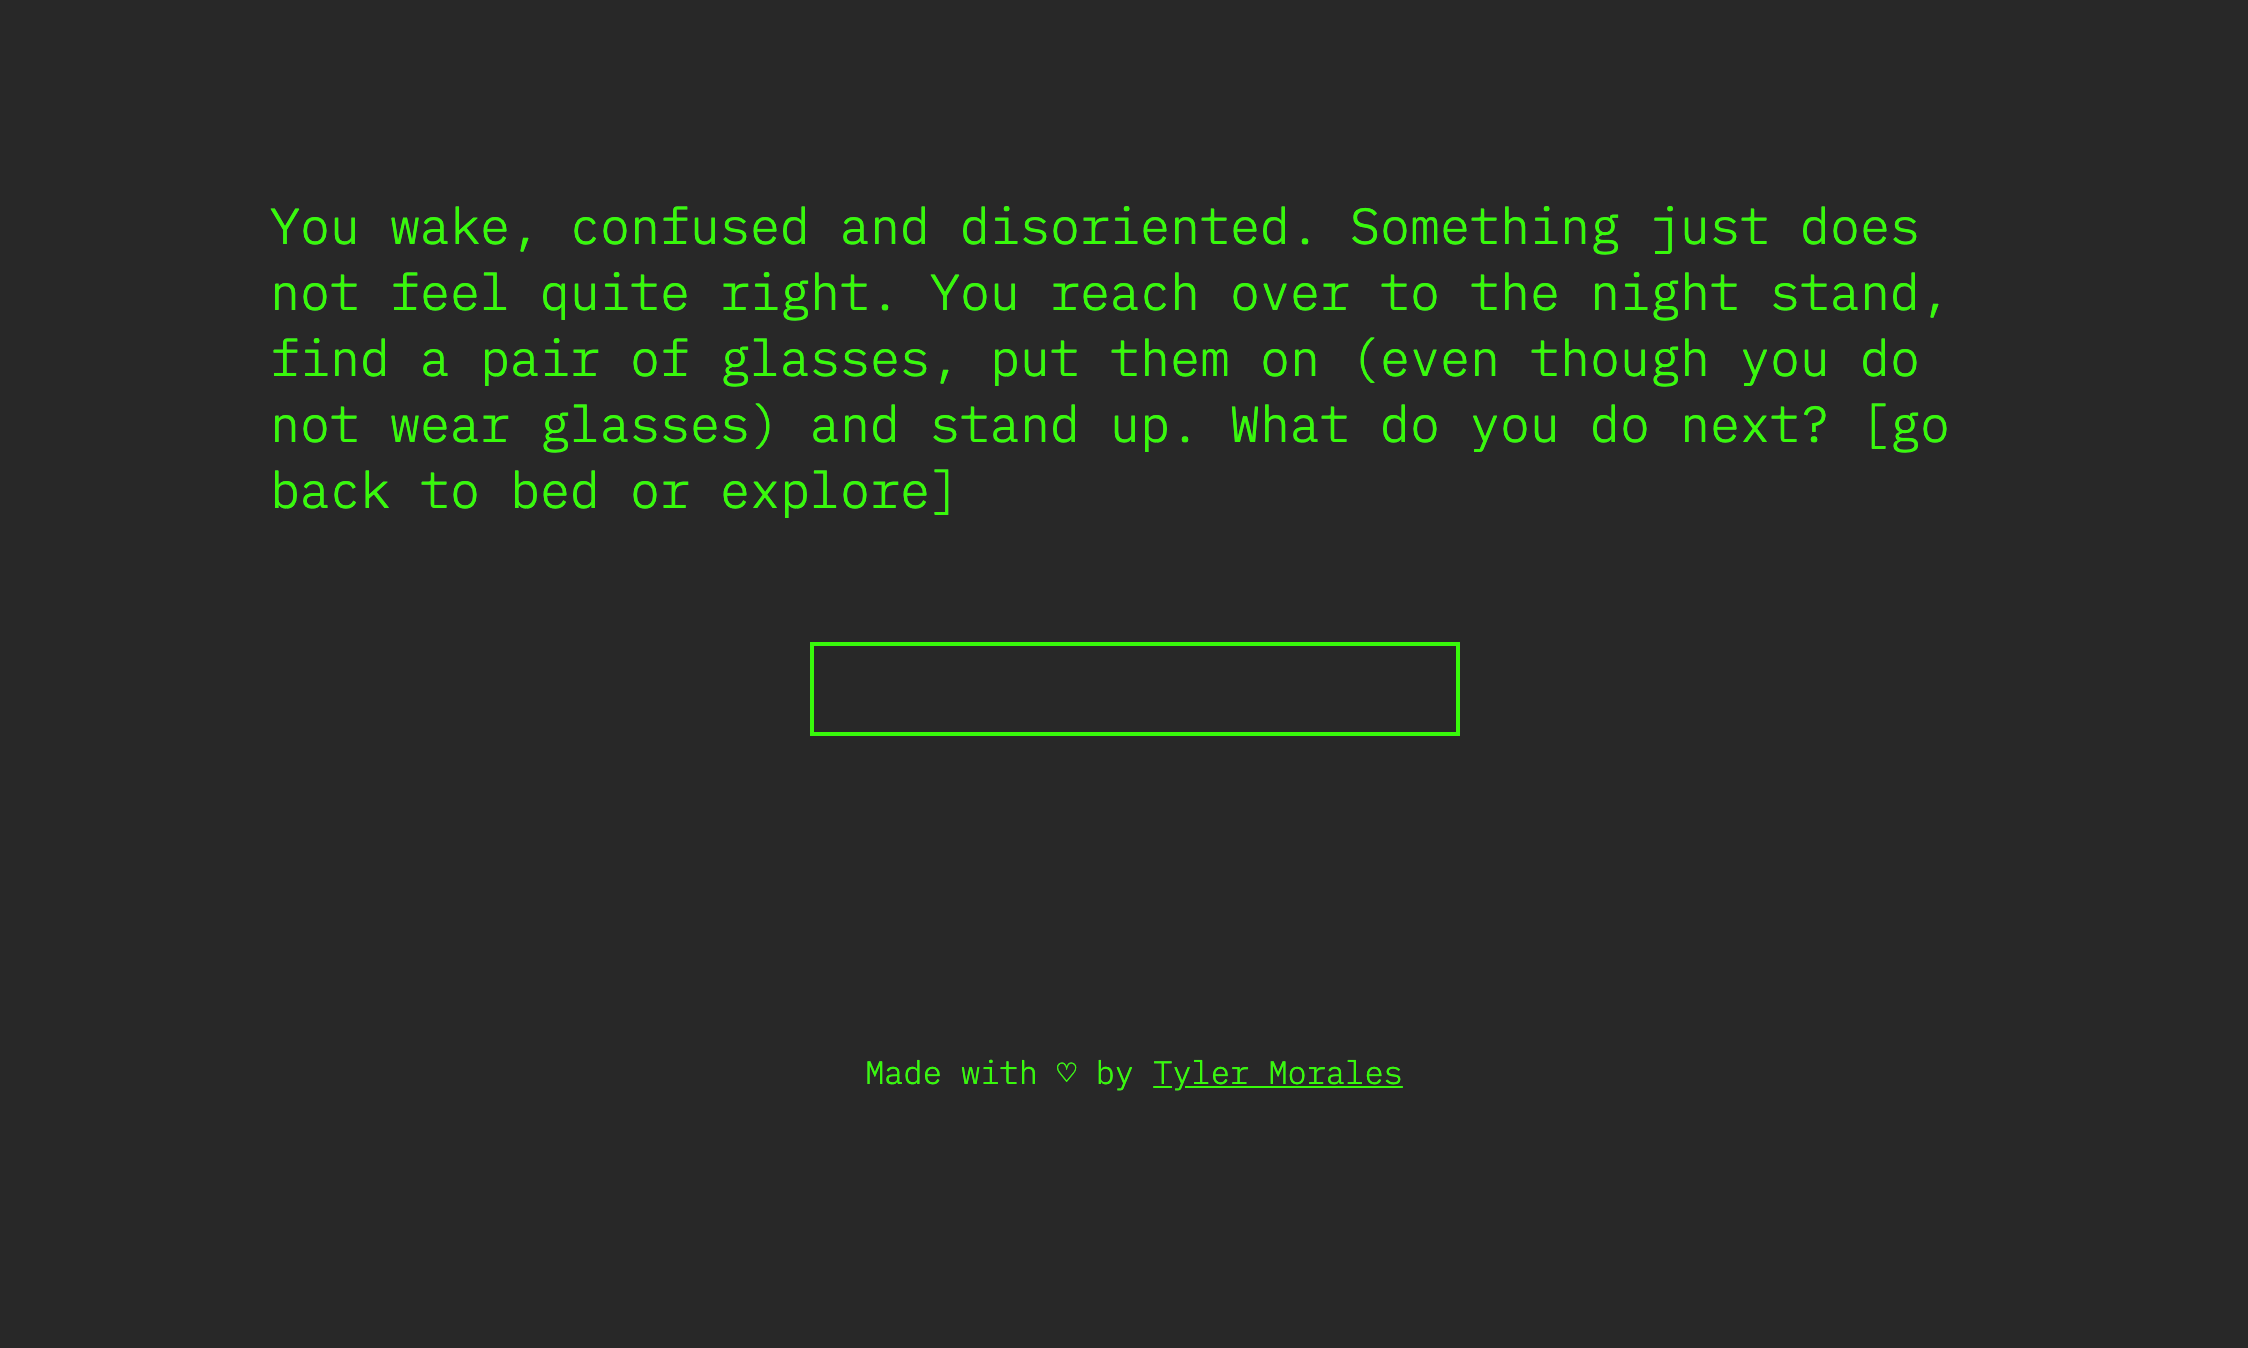 You wake, confused and disoriented. Something just does
not feel quite right. You reach over to the night stand,
find a pair of glasses, put them on (even though you do
not wear glasses) and stand up. What do you do next? [go
back to bed or explore]
Made with ♡ by Tyler Morales